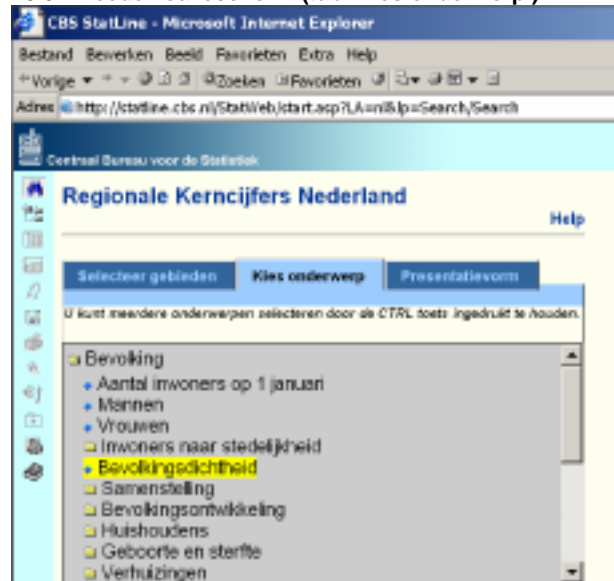 CBS StatLine - Microsoft Internet Explorer
Bestand Bewerken Beeld Favorieten Extra Help
Vorige Zoeken Favorieten
Adres http://statline.cbs.nl/StatWeb/start.asp?LA=nl&lp=Search/Search
Centraal Bureau voor de Statistiek
Regionale Kerncijfers Nederland
Help
Selecteer gebieden Kies onderwerp Presentatievorm
U kunt meerdere onderwerpen selecteren door de CTRL toets ingedrukt te houden.
Bevolking
Aantal inwoners op 1 januari
Mannen
Vrouwen
Inwoners naar stedelijkheid
Bevolkingsdichtheid
Samenstelling
Bevolkingsontwikkeling
Huishoudens
Geboorte en sterfte
Verhuizingen